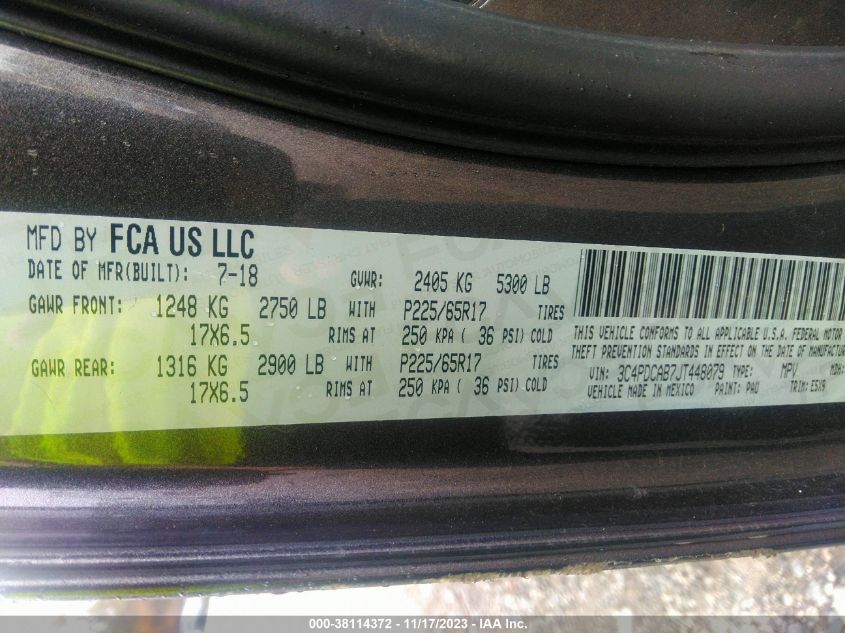 MFD BY FCA US LLC
DATE OF MFR(BUILT): 7-18 GVWR: 2405 KG 5300 LB
GAWR FRONT: 1248 KG 2750 LB WITH P225/65R17 TIRES
17X6.5 RIMS AT 250 KPA ( 36 PSI) COLD
GAWR REAR: 1316 KG 2900 LB WITH P225/65R17 TIRES
17X6.5 RIMS AT 250 KPA ( 36 PSI) COLD
THIS VEHICLE CONFORMS TO ALL APPLICABLE U.S.A. FEDERAL MOTOR
THEFT PREVENTION STANDARDS IN EFFECT ON THE DATE OF MANUFAC
VIN: 3C4PDCAB7JT448079 TYPE: MPV MDH:
VEHICLE MADE IN MEXICO PAINT: PAU TRIM: E5X9
000-38114372 - 11/17/2023 - IAA Inc.